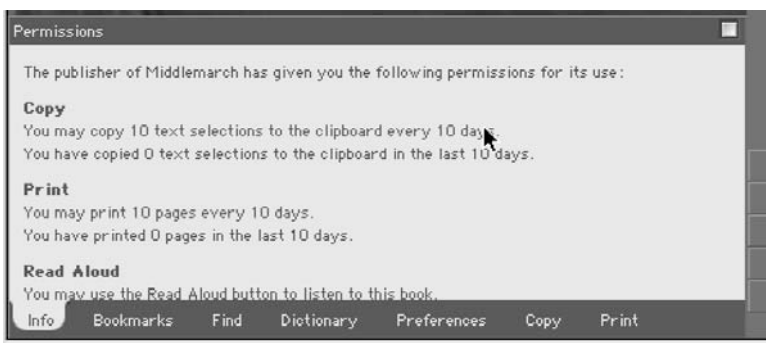 Permissions
The publisher of Middlemarch has given you the following permissions for its use:
Copy
You may copy 10 text selections to the clipboard every 10 days.
You have copied 0 text selections to the clipboard in the last 10 days.
Print
You may print 10 pages every 10 days.
You have printed 0 pages in the last 10 days.
Read Aloud
You may use the Read Aloud button to listen to this book.
Info Bookmarks Find Dictionary Preferences Copy Print